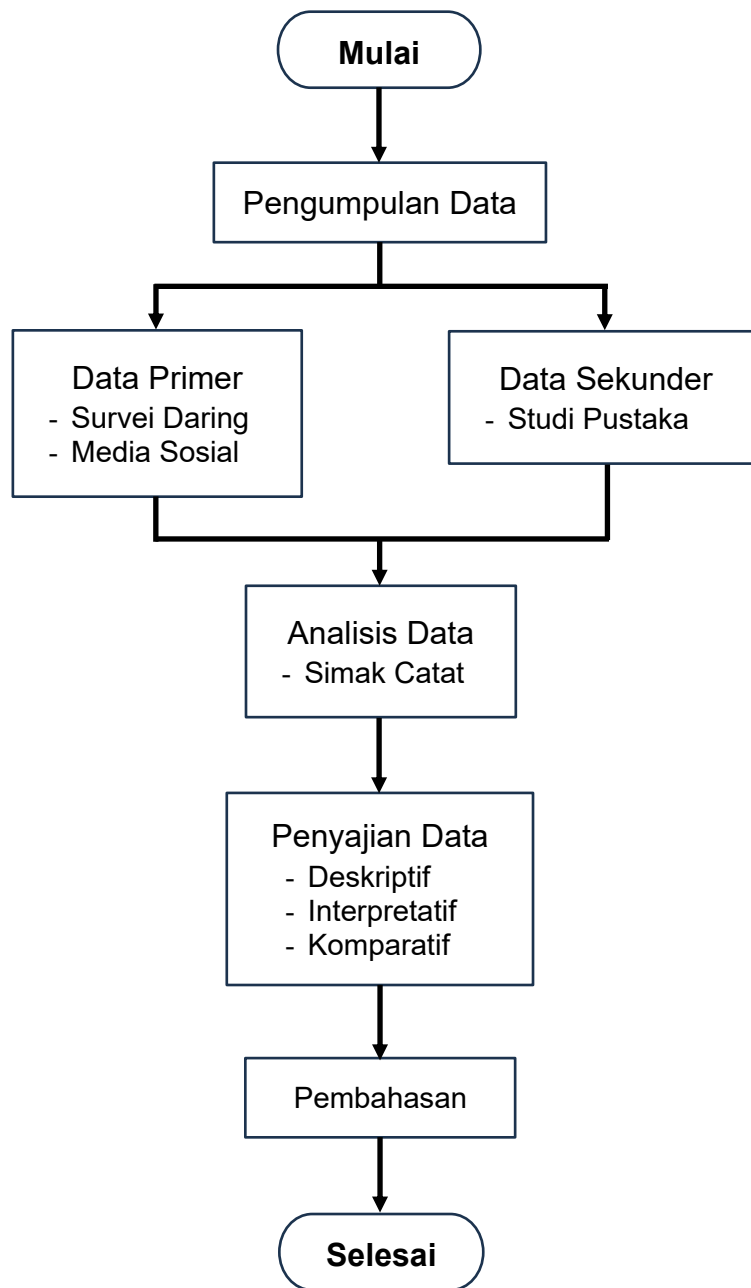 Mulai
Pengumpulan Data
Data Primer
- Survei Daring
- Media Sosial
Data Sekunder
- Studi Pustaka
Analisis Data
- Simak Catat
Penyajian Data
- Deskriptif
- Interpretatif
- Komparatif
Pembahasan
Selesai